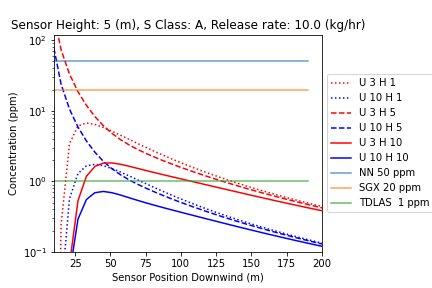 Sensor Height: 5 (m), S Class: A, Release rate: 10.0 (kg/hr)
10²
10¹
10⁰
10⁻¹
Concentration (ppm)
25 50 75 100 125 150 175 200
Sensor Position Downwind (m)
U 3 H 1
U 10 H 1
U 3 H 5
U 10 H 5
U 3 H 10
U 10 H 10
NN 50 ppm
SGX 20 ppm
TDLAS  1 ppm